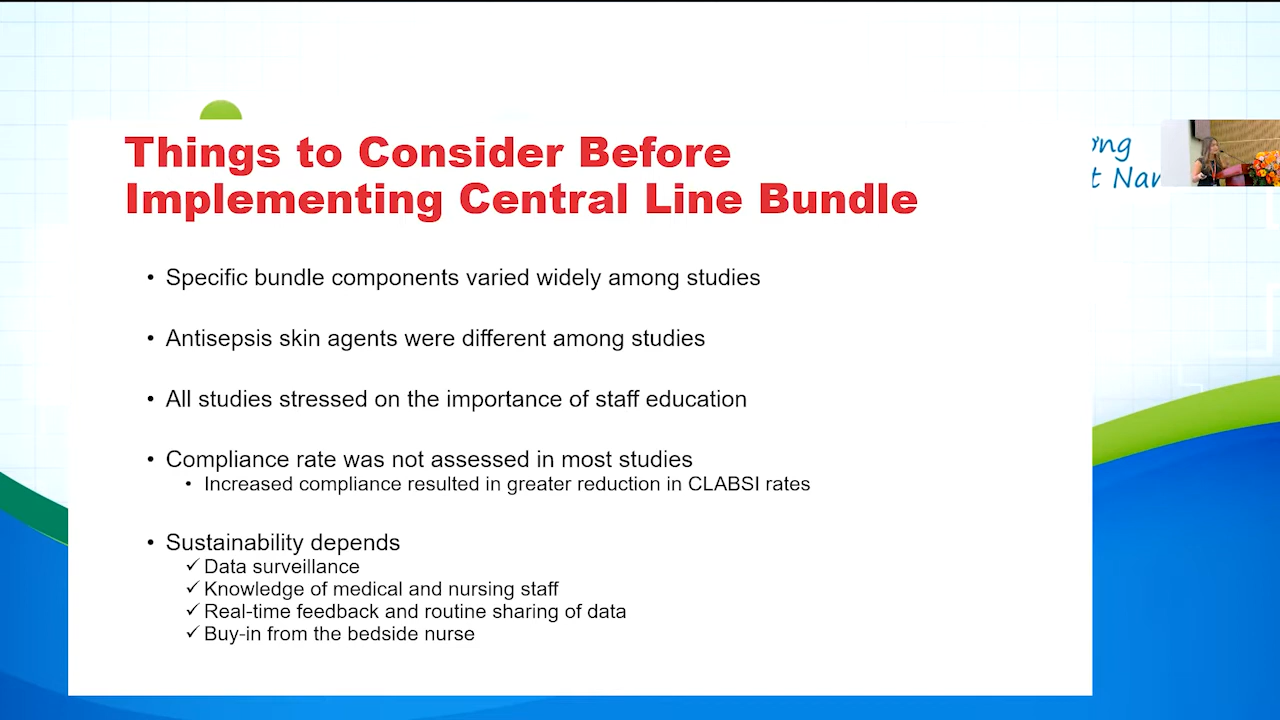 Things to Consider Before
Implementing Central Line Bundle
• Specific bundle components varied widely among studies
• Antisepsis skin agents were different among studies
• All studies stressed on the importance of staff education
• Compliance rate was not assessed in most studies
• Increased compliance resulted in greater reduction in CLABSI rates
• Sustainability depends
✓ Data surveillance
✓ Knowledge of medical and nursing staff
✓ Real-time feedback and routine sharing of data
✓ Buy-in from the bedside nurse